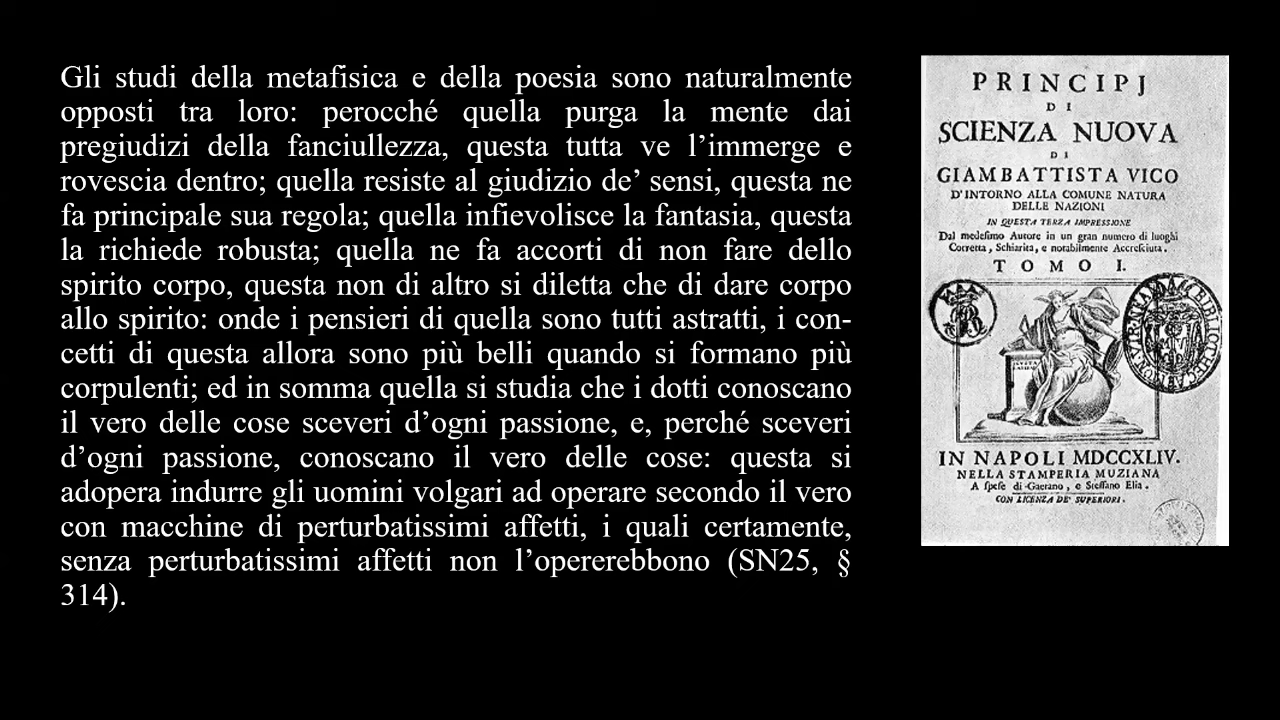 Gli studi della metafisica e della poesia sono naturalmente
opposti tra loro: perocché quella purga la mente dai
pregiudizi della fanciullezza, questa tutta ve l’immerge e
rovescia dentro; quella resiste al giudizio de’ sensi, questa ne
fa principale sua regola; quella infievolisce la fantasia, questa
la richiede robusta; quella ne fa accorti di non fare dello
spirito corpo, questa non di altro si diletta che di dare corpo
allo spirito: onde i pensieri di quella sono tutti astratti, i con-
cetti di questa allora sono più belli quando si formano più
corpulenti; ed in somma quella si studia che i dotti conoscano
il vero delle cose sceveri d’ogni passione, e, perché sceveri
d’ogni passione, conoscano il vero delle cose: questa si
adopera indurre gli uomini volgari ad operare secondo il vero
con macchine di perturbatissimi affetti, i quali certamente,
senza perturbatissimi affetti non l’opererebbono (SN25, §
314).
PRINCIPJ
DI
SCIENZA NUOVA
DI
GIAMBATTISTA VICO
D'INTORNO ALLA COMUNE NATURA
DELLE NAZIONI
IN QUESTA TERZA IMPRESSIONE
Dal medesimo Autore in un gran numero di luoghi
Corretta, Schiarita, e notabilmente Accresciuta.
TOMO I.
IN NAPOLI MDCCXLIV.
NELLA STAMPERIA MUZIANA
A spese di Gaetano, e Steffano Elia.
CON LICENZA DE' SUPERIORI.